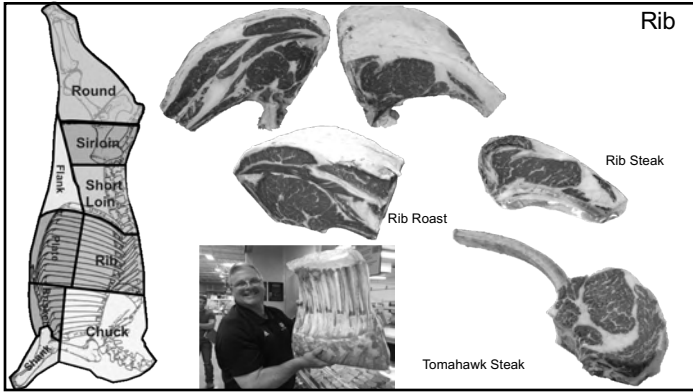 Rib
Round
Sirloin
Flank
Short
Loin
Plate
Rib
Brisket
Chuck
Shank
Rib Steak
Rib Roast
Tomahawk Steak